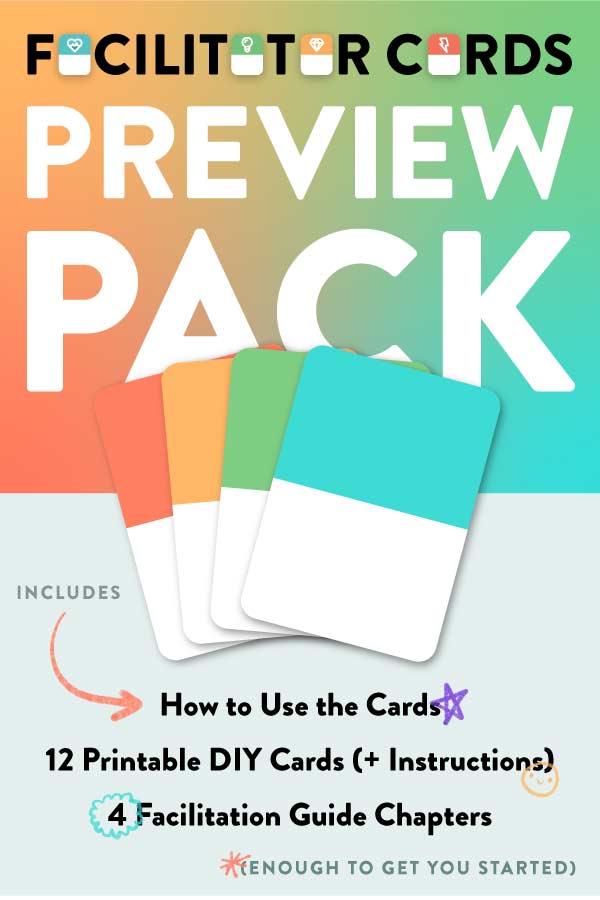 FACILITATOR CARDS
PREVIEW
PACK
INCLUDES
How to Use the Cards
12 Printable DIY Cards (+ Instructions)
4 Facilitation Guide Chapters
(ENOUGH TO GET YOU STARTED)